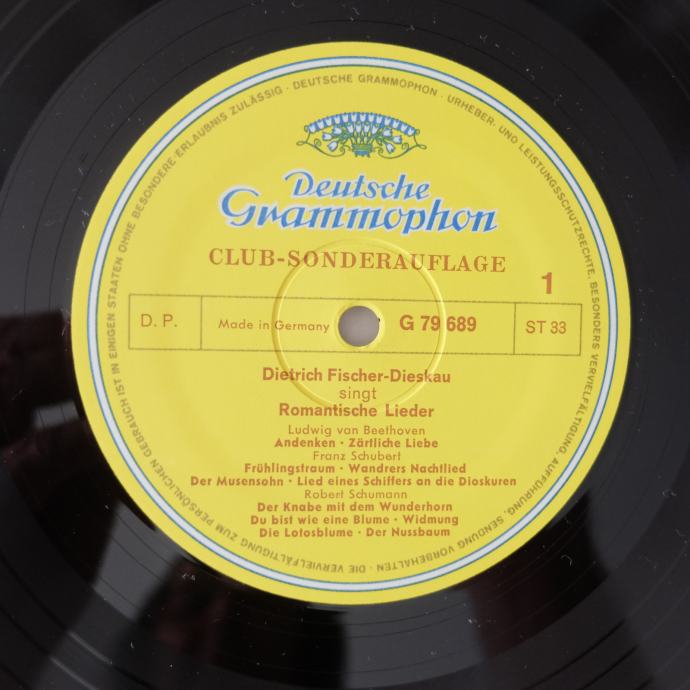 Deutsche
Grammophon
CLUB-SONDERAUFLAGE
1
D. P.
Made in Germany
G 79 689
ST 33
Dietrich Fischer-Dieskau
singt
Romantische Lieder
Ludwig van Beethoven
Andenken · Zärtliche Liebe
Franz Schubert
Frühlingstraum · Wandrers Nachtlied
Der Musensohn · Lied eines Schiffers an die Dioskuren
Robert Schumann
Der Knabe mit dem Wunderhorn
Du bist wie eine Blume · Widmung
Die Lotosblume · Der Nussbaum
DEUTSCHE GRAMMOPHON · URHEBER- UND LEISTUNGSSCHUTZRECHTE, BESONDERS VERVIELFÄLTIGUNG, AUFFÜHRUNG, SENDUNG VORBEHALTEN · DIE VERVIELFÄLTIGUNG ZUM PERSÖNLICHEN GEBRAUCH IST IN EINIGEN STAATEN OHNE BESONDERE ERLAUBNIS ZULÄSSIG ·